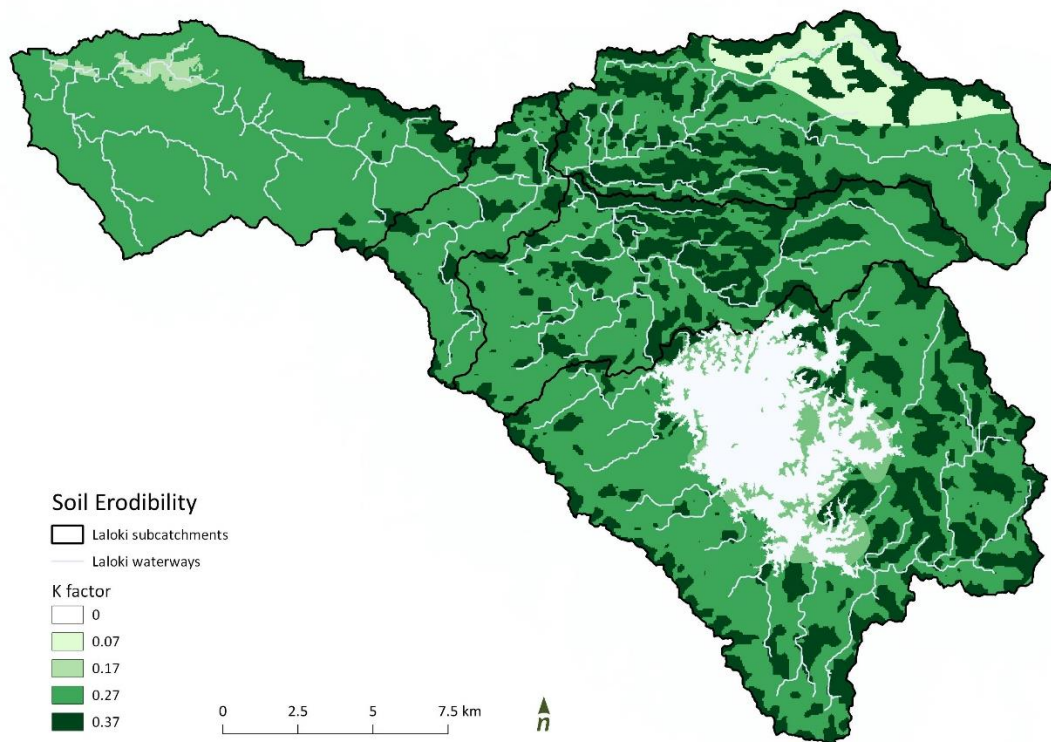 Soil Erodibility
Laloki subcatchments
Laloki waterways
K factor
0
0.07
0.17
0.27
0.37
0 2.5 5 7.5 km
n